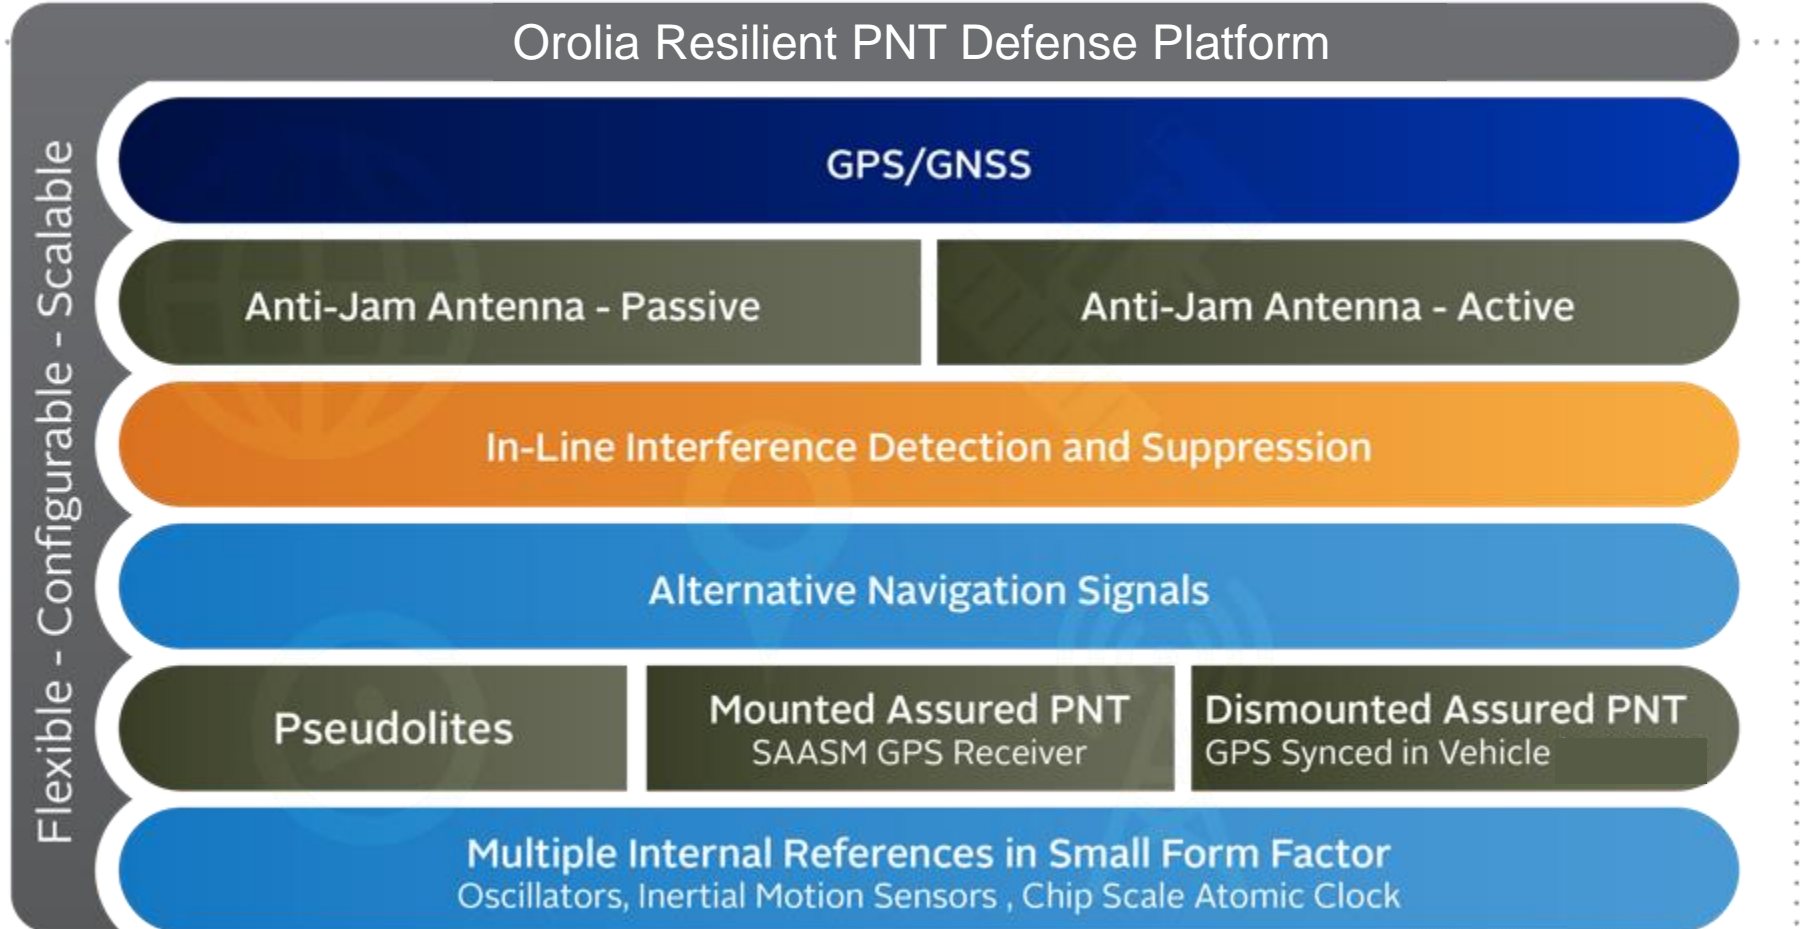 Orolia Resilient PNT Defense Platform
Flexible - Configurable - Scalable
GPS/GNSS
Anti-Jam Antenna - Passive
Anti-Jam Antenna - Active
In-Line Interference Detection and Suppression
Alternative Navigation Signals
Pseudolites
Mounted Assured PNT
SAASM GPS Receiver
Dismounted Assured PNT
GPS Synced in Vehicle
Multiple Internal References in Small Form Factor
Oscillators, Inertial Motion Sensors , Chip Scale Atomic Clock